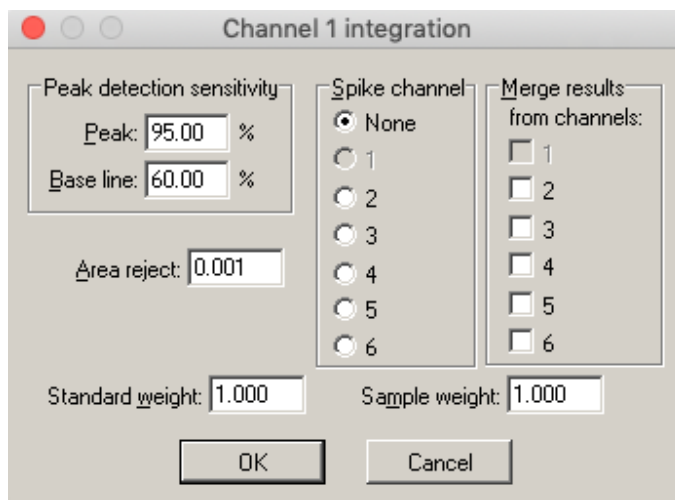 Channel 1 integration
Peak detection sensitivity
Peak: 95.00 %
Base line: 60.00 %
Area reject: 0.001
Spike channel
None
1
2
3
4
5
6
Merge results
from channels:
1
2
3
4
5
6
Standard weight: 1.000
Sample weight: 1.000
OK
Cancel